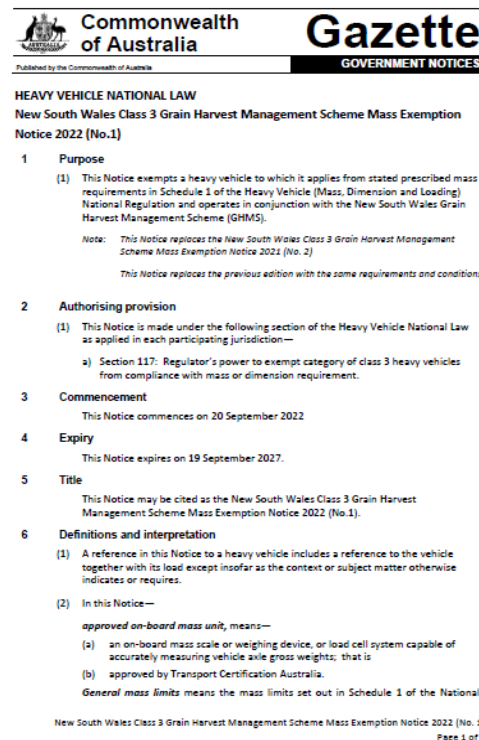 Commonwealth
of Australia
Gazette
Published by the Commonwealth of Australia
GOVERNMENT NOTICES
HEAVY VEHICLE NATIONAL LAW
New South Wales Class 3 Grain Harvest Management Scheme Mass Exemption
Notice 2022 (No.1)
1 Purpose
(1) This Notice exempts a heavy vehicle to which it applies from stated prescribed mass
requirements in Schedule 1 of the Heavy Vehicle (Mass, Dimension and Loading)
National Regulation and operates in conjunction with the New South Wales Grain
Harvest Management Scheme (GHMS).
Note: This Notice replaces the New South Wales Class 3 Grain Harvest Management
Scheme Mass Exemption Notice 2021 (No. 2)
This Notice replaces the previous edition with the same requirements and condition
2 Authorising provision
(1) This Notice is made under the following section of the Heavy Vehicle National Law
as applied in each participating jurisdiction—
a) Section 117: Regulator's power to exempt category of class 3 heavy vehicles
from compliance with mass or dimension requirement.
3 Commencement
This Notice commences on 20 September 2022
4 Expiry
This Notice expires on 19 September 2027.
5 Title
This Notice may be cited as the New South Wales Class 3 Grain Harvest
Management Scheme Mass Exemption Notice 2022 (No.1).
6 Definitions and interpretation
(1) A reference in this Notice to a heavy vehicle includes a reference to the vehicle
together with its load except insofar as the context or subject matter otherwise
indicates or requires.
(2) In this Notice—
approved on-board mass unit, means—
(a) an on-board mass scale or weighing device, or load cell system capable of
accurately measuring vehicle axle gross weights; that is
(b) approved by Transport Certification Australia.
General mass limits means the mass limits set out in Schedule 1 of the National
New South Wales Class 3 Grain Harvest Management Scheme Mass Exemption Notice 2022 (No.
Page 1 of